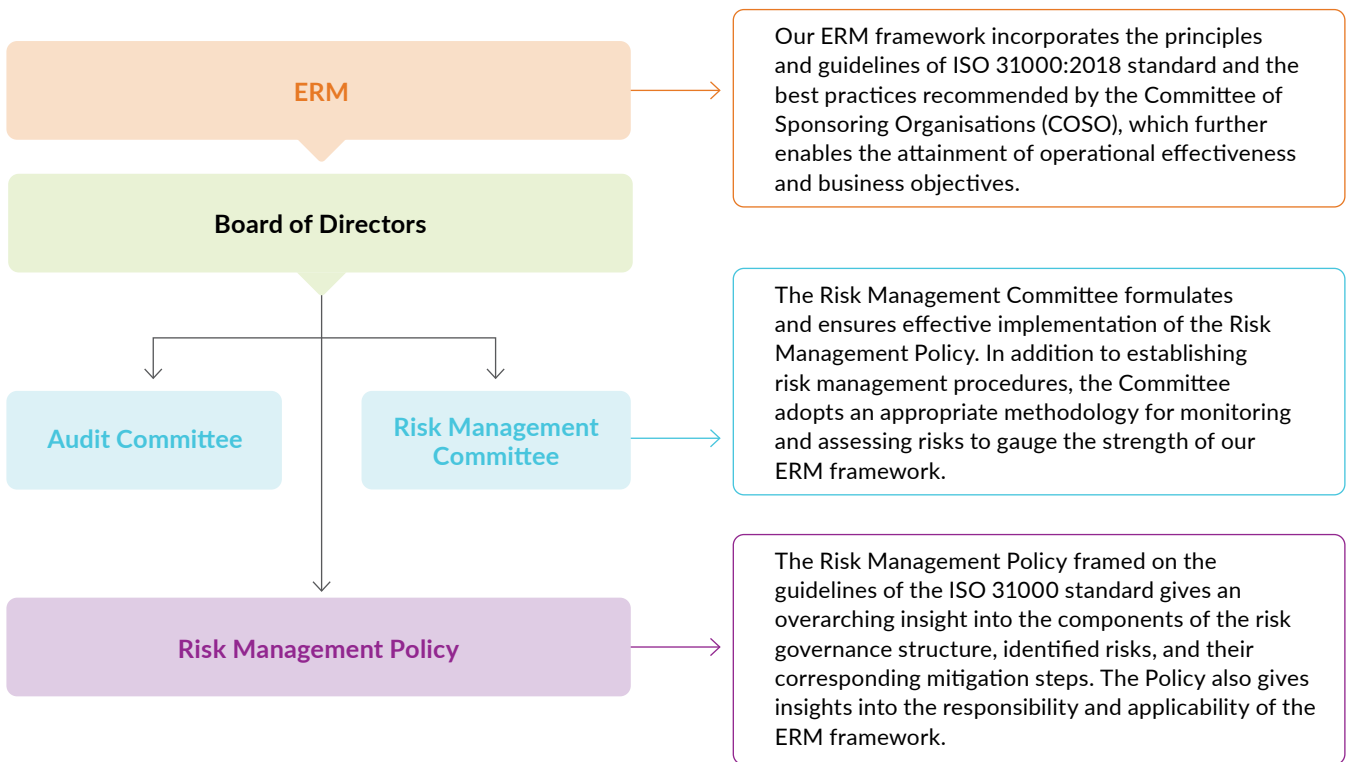 ERM
Our ERM framework incorporates the principles
and guidelines of ISO 31000:2018 standard and the
best practices recommended by the Committee of
Sponsoring Organisations (COSO), which further
enables the attainment of operational effectiveness
and business objectives.
Board of Directors
Audit Committee
Risk Management
Committee
The Risk Management Committee formulates
and ensures effective implementation of the Risk
Management Policy. In addition to establishing
risk management procedures, the Committee
adopts an appropriate methodology for monitoring
and assessing risks to gauge the strength of our
ERM framework.
Risk Management Policy
The Risk Management Policy framed on the
guidelines of the ISO 31000 standard gives an
overarching insight into the components of the risk
governance structure, identified risks, and their
corresponding mitigation steps. The Policy also gives
insights into the responsibility and applicability of the
ERM framework.